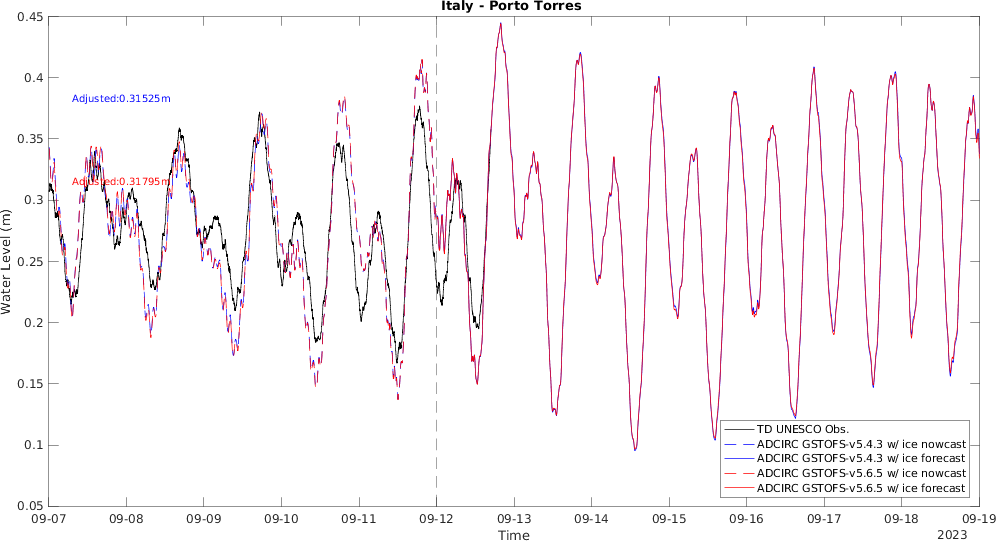 Italy - Porto Torres
0.45
0.4
0.35
0.3
0.25
0.2
0.15
0.1
0.05
Water Level (m)
Adjusted:0.31525m
Adjusted:0.31795m
TD UNESCO Obs.
ADCIRC GSTOFS-v5.4.3 w/ ice nowcast
ADCIRC GSTOFS-v5.4.3 w/ ice forecast
ADCIRC GSTOFS-v5.6.5 w/ ice nowcast
ADCIRC GSTOFS-v5.6.5 w/ ice forecast
09-07 09-08 09-09 09-10 09-11 09-12 09-13 09-14 09-15 09-16 09-17 09-18 09-19
Time
2023